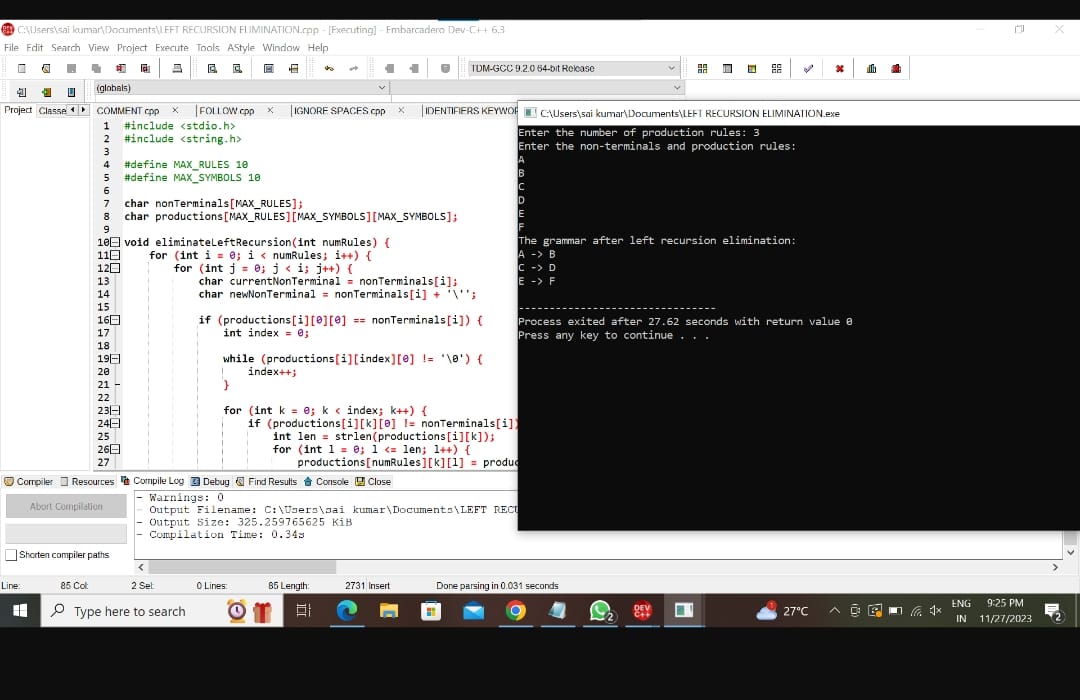 C:\Users\sai kumar\Documents\LEFT RECURSION ELIMINATION.cpp - [Executing] - Embarcadero Dev-C++ 6.3
File Edit Search View Project Execute Tools AStyle Window Help
TDM-GCC 9.2.0 64-bit Release
(globals)
Project Classe COMMENT.cpp FOLLOW.cpp IGNORE SPACES.cpp IDENTIFIERS KEYWOR
1 #include <stdio.h>
2 #include <string.h>
3
4 #define MAX_RULES 10
5 #define MAX_SYMBOLS 10
6
7 char nonTerminals[MAX_RULES];
8 char productions[MAX_RULES][MAX_SYMBOLS][MAX_SYMBOLS];
9
10 void eliminateLeftRecursion(int numRules) {
11 for (int i = 0; i < numRules; i++) {
12 for (int j = 0; j < i; j++) {
13 char currentNonTerminal = nonTerminals[i];
14 char newNonTerminal = nonTerminals[i] + '\'';
15
16 if (productions[i][0][0] == nonTerminals[i]) {
17 int index = 0;
18
19 while (productions[i][index][0] != '\0') {
20 index++;
21 }
22
23 for (int k = 0; k < index; k++) {
24 if (productions[i][k][0] != nonTerminals[i])
25 int len = strlen(productions[i][k]);
26 for (int l = 0; l <= len; l++) {
27 productions[numRules][k][l] = produc
C:\Users\sai kumar\Documents\LEFT RECURSION ELIMINATION.exe
Enter the number of production rules: 3
Enter the non-terminals and production rules:
A
B
C
D
E
F
The grammar after left recursion elimination:
A -> B
C -> D
E -> F
--------------------------------
Process exited after 27.62 seconds with return value 0
Press any key to continue . . .
Compiler Resources Compile Log Debug Find Results Console Close
Abort Compilation
Shorten compiler paths
- Warnings: 0
- Output Filename: C:\Users\sai kumar\Documents\LEFT RECU
- Output Size: 325.259765625 KiB
- Compilation Time: 0.34s
Line: 85 Col: 2 Sel: 0 Lines: 85 Length: 2731 Insert Done parsing in 0.031 seconds
Type here to search
DEV C++
27°C
ENG
IN
9:25 PM
11/27/2023
2
2